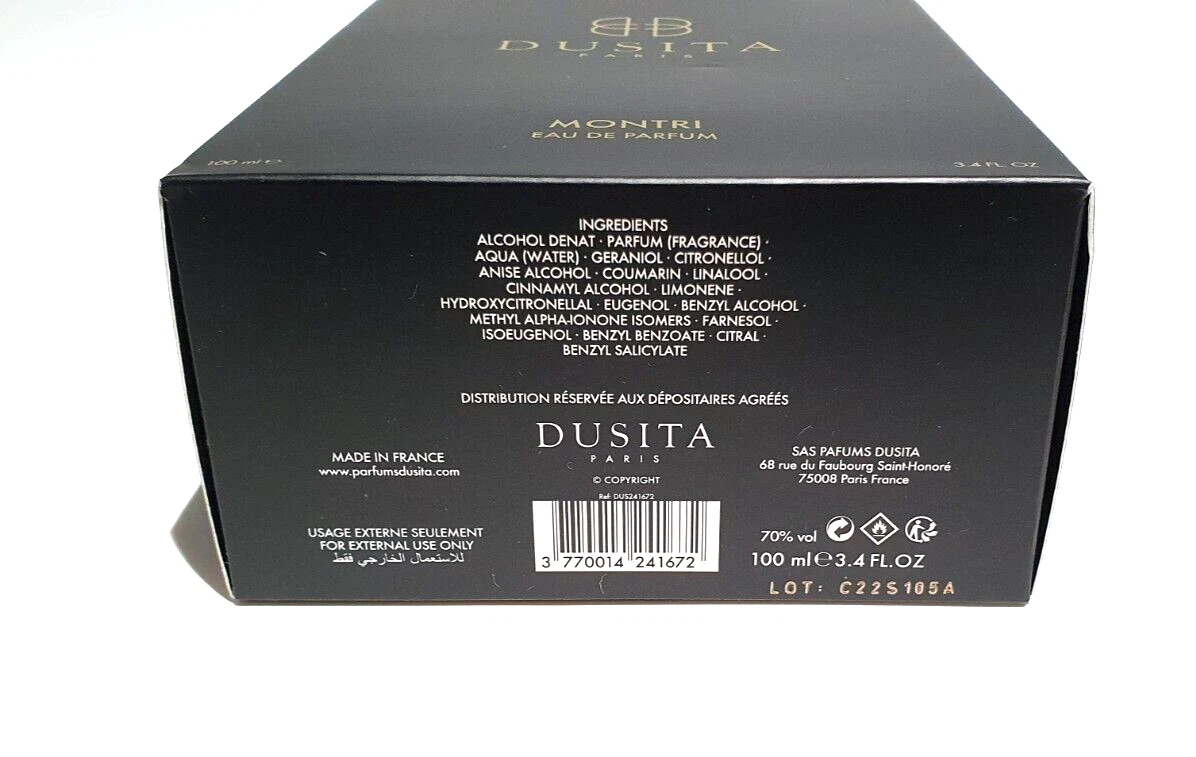 DUSITA
PARIS
MONTRI
EAU DE PARFUM
100 ml ℮
3.4 FL. OZ
INGREDIENTS
ALCOHOL DENAT · PARFUM (FRAGRANCE) ·
AQUA (WATER) · GERANIOL · CITRONELLOL ·
ANISE ALCOHOL · COUMARIN · LINALOOL ·
CINNAMYL ALCOHOL · LIMONENE ·
HYDROXYCITRONELLAL · EUGENOL · BENZYL ALCOHOL ·
METHYL ALPHA-IONONE ISOMERS · FARNESOL ·
ISOEUGENOL · BENZYL BENZOATE · CITRAL ·
BENZYL SALICYLATE
DISTRIBUTION RÉSERVÉE AUX DÉPOSITAIRES AGRÉÉS
DUSITA
PARIS
© COPYRIGHT
Ref: DUS241672
3 770014 241672
MADE IN FRANCE
www.parfumsdusita.com
USAGE EXTERNE SEULEMENT
FOR EXTERNAL USE ONLY
للاستعمال الخارجي فقط
SAS PAFUMS DUSITA
68 rue du Faubourg Saint-Honoré
75008 Paris France
70% vol
100 ml ℮ 3.4 FL.OZ
LOT: C22S105A